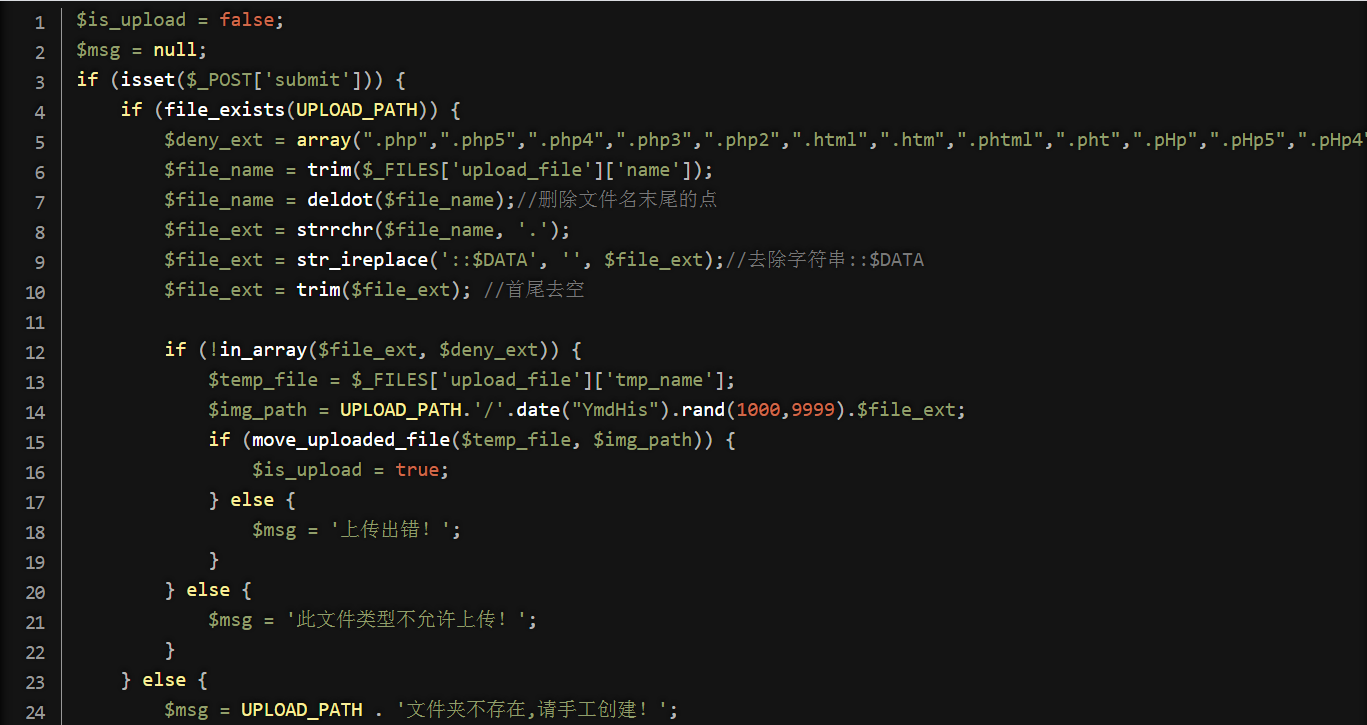 1 $is_upload = false;
2 $msg = null;
3 if (isset($_POST['submit'])) {
4     if (file_exists(UPLOAD_PATH)) {
5         $deny_ext = array(".php",".php5",".php4",".php3",".php2",".html",".htm",".phtml",".pht",".pHp",".pHp5",".pHp4"
6         $file_name = trim($_FILES['upload_file']['name']);
7         $file_name = deldot($file_name);//删除文件名末尾的点
8         $file_ext = strrchr($file_name, '.');
9         $file_ext = str_ireplace('::$DATA', '', $file_ext);//去除字符串::$DATA
10         $file_ext = trim($file_ext); //首尾去空
11
12         if (!in_array($file_ext, $deny_ext)) {
13             $temp_file = $_FILES['upload_file']['tmp_name'];
14             $img_path = UPLOAD_PATH.'/'.date("YmdHis").rand(1000,9999).$file_ext;
15             if (move_uploaded_file($temp_file, $img_path)) {
16                 $is_upload = true;
17             } else {
18                 $msg = '上传出错！';
19             }
20         } else {
21             $msg = '此文件类型不允许上传！';
22         }
23     } else {
24         $msg = UPLOAD_PATH . '文件夹不存在,请手工创建！';